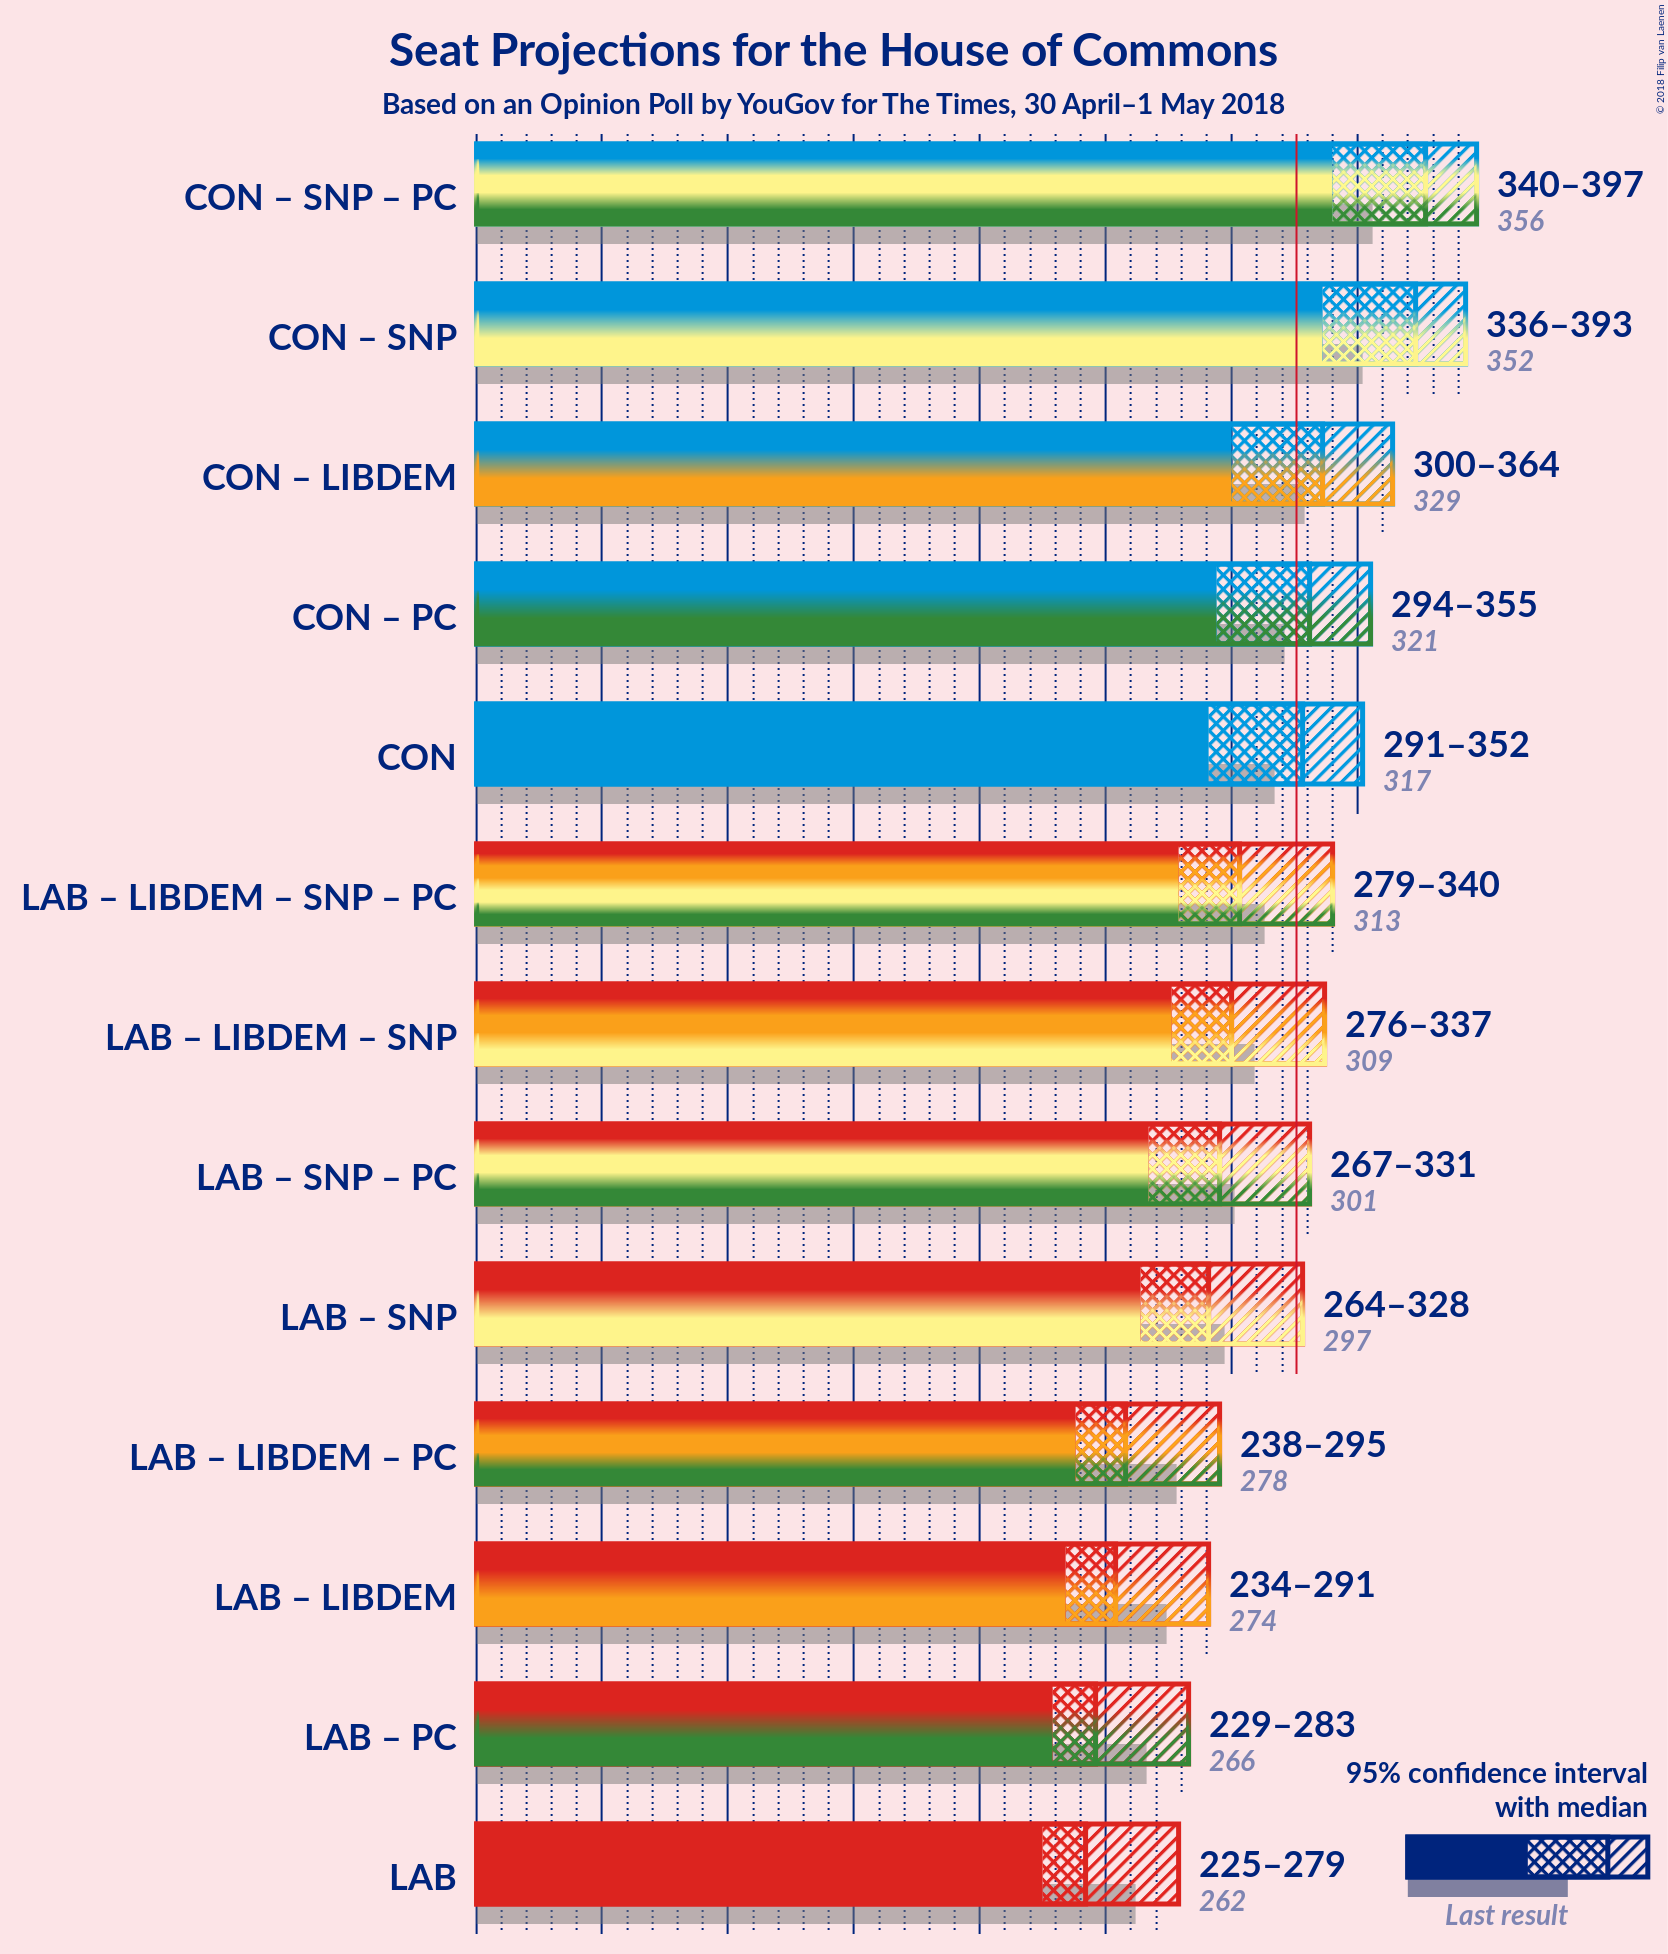 Seat Projections for the House of Commons
Based on an Opinion Poll by YouGov for The Times, 30 April–1 May 2018
© 2018 Filip van Laenen
CON – SNP – PC
340–397
356
CON – SNP
336–393
352
CON – LIBDEM
300–364
329
CON – PC
294–355
321
CON
291–352
317
LAB – LIBDEM – SNP – PC
279–340
313
LAB – LIBDEM – SNP
276–337
309
LAB – SNP – PC
267–331
301
LAB – SNP
264–328
297
LAB – LIBDEM – PC
238–295
278
LAB – LIBDEM
234–291
274
LAB – PC
229–283
266
LAB
225–279
262
95% confidence interval
with median
Last result